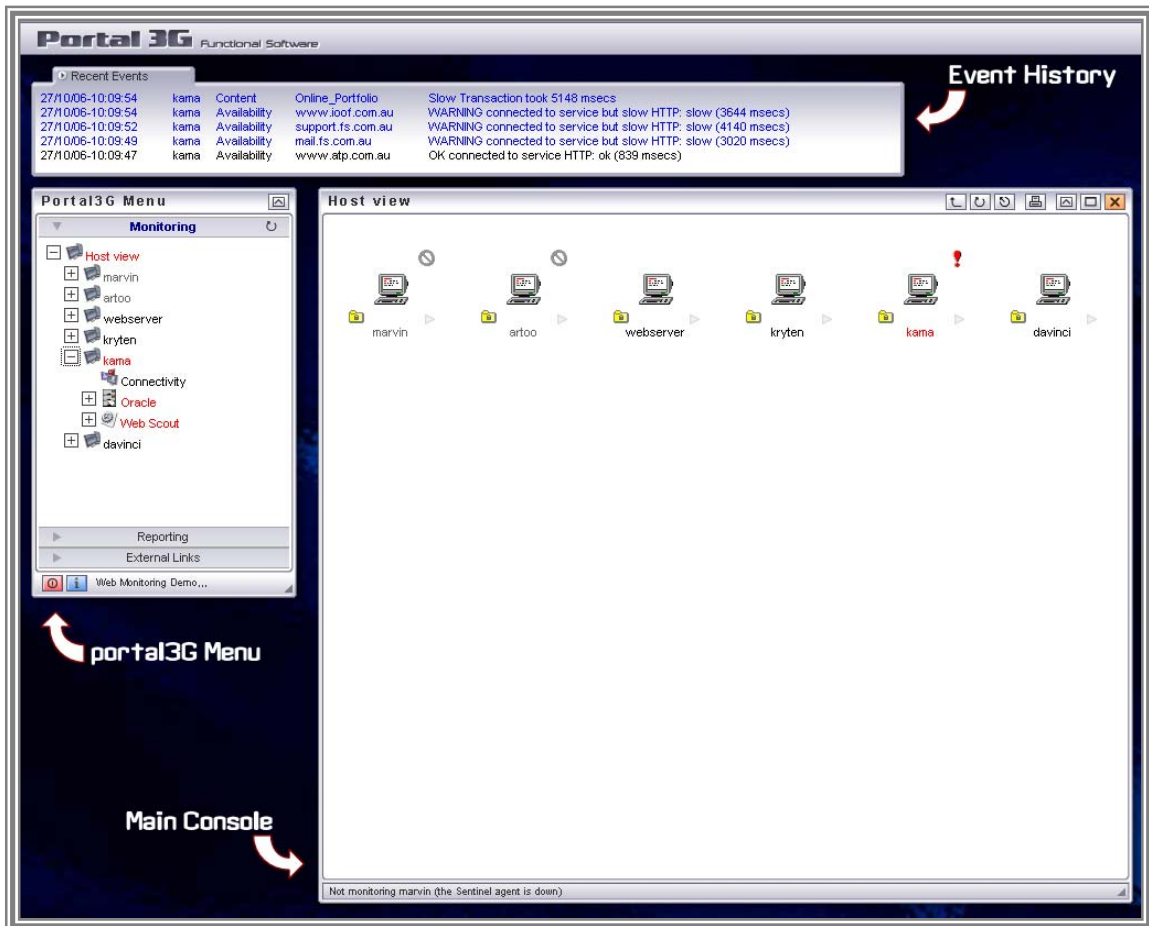 Portal 3G Functional Software
Recent Events
Event History
27/10/06-10:09:54 kama Content Online_Portfolio Slow Transaction took 5148 msecs
27/10/06-10:09:54 kama Availability www.ioof.com.au WARNING connected to service but slow HTTP: slow (3644 msecs)
27/10/06-10:09:52 kama Availability support.fs.com.au WARNING connected to service but slow HTTP: slow (4140 msecs)
27/10/06-10:09:49 kama Availability mail.fs.com.au WARNING connected to service but slow HTTP: slow (3020 msecs)
27/10/06-10:09:47 kama Availability www.atp.com.au OK connected to service HTTP: ok (839 msecs)
Portal3G Menu
Monitoring
Host view
marvin
artoo
webserver
kryten
kama
Connectivity
Oracle
Web Scout
davinci
Reporting
External Links
Web Monitoring Demo...
portal3G Menu
Host view
marvin artoo webserver kryten kama davinci
Main Console
Not monitoring marvin (the Sentinel agent is down)